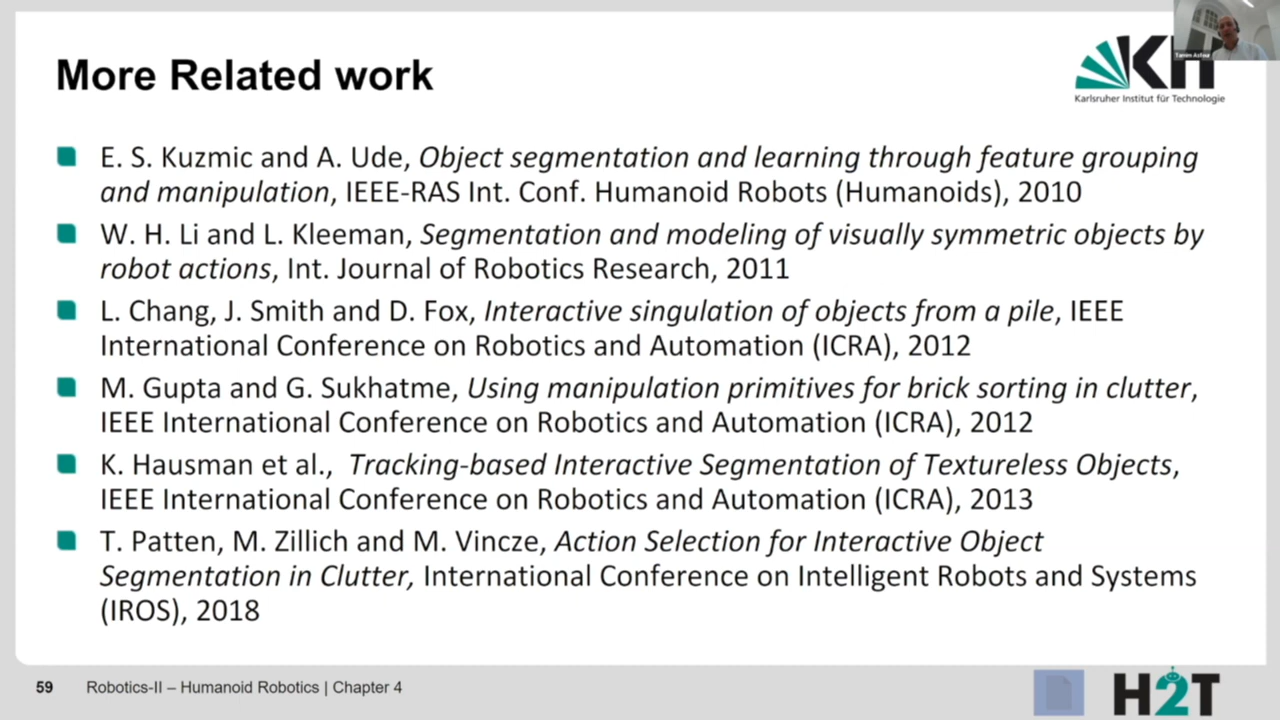 More Related work
KIT
Karlsruher Institut für Technologie
E. S. Kuzmic and A. Ude, Object segmentation and learning through feature grouping
and manipulation, IEEE-RAS Int. Conf. Humanoid Robots (Humanoids), 2010
W. H. Li and L. Kleeman, Segmentation and modeling of visually symmetric objects by
robot actions, Int. Journal of Robotics Research, 2011
L. Chang, J. Smith and D. Fox, Interactive singulation of objects from a pile, IEEE
International Conference on Robotics and Automation (ICRA), 2012
M. Gupta and G. Sukhatme, Using manipulation primitives for brick sorting in clutter,
IEEE International Conference on Robotics and Automation (ICRA), 2012
K. Hausman et al., Tracking-based Interactive Segmentation of Textureless Objects,
IEEE International Conference on Robotics and Automation (ICRA), 2013
T. Patten, M. Zillich and M. Vincze, Action Selection for Interactive Object
Segmentation in Clutter, International Conference on Intelligent Robots and Systems
(IROS), 2018
59 Robotics-II – Humanoid Robotics | Chapter 4
H2T